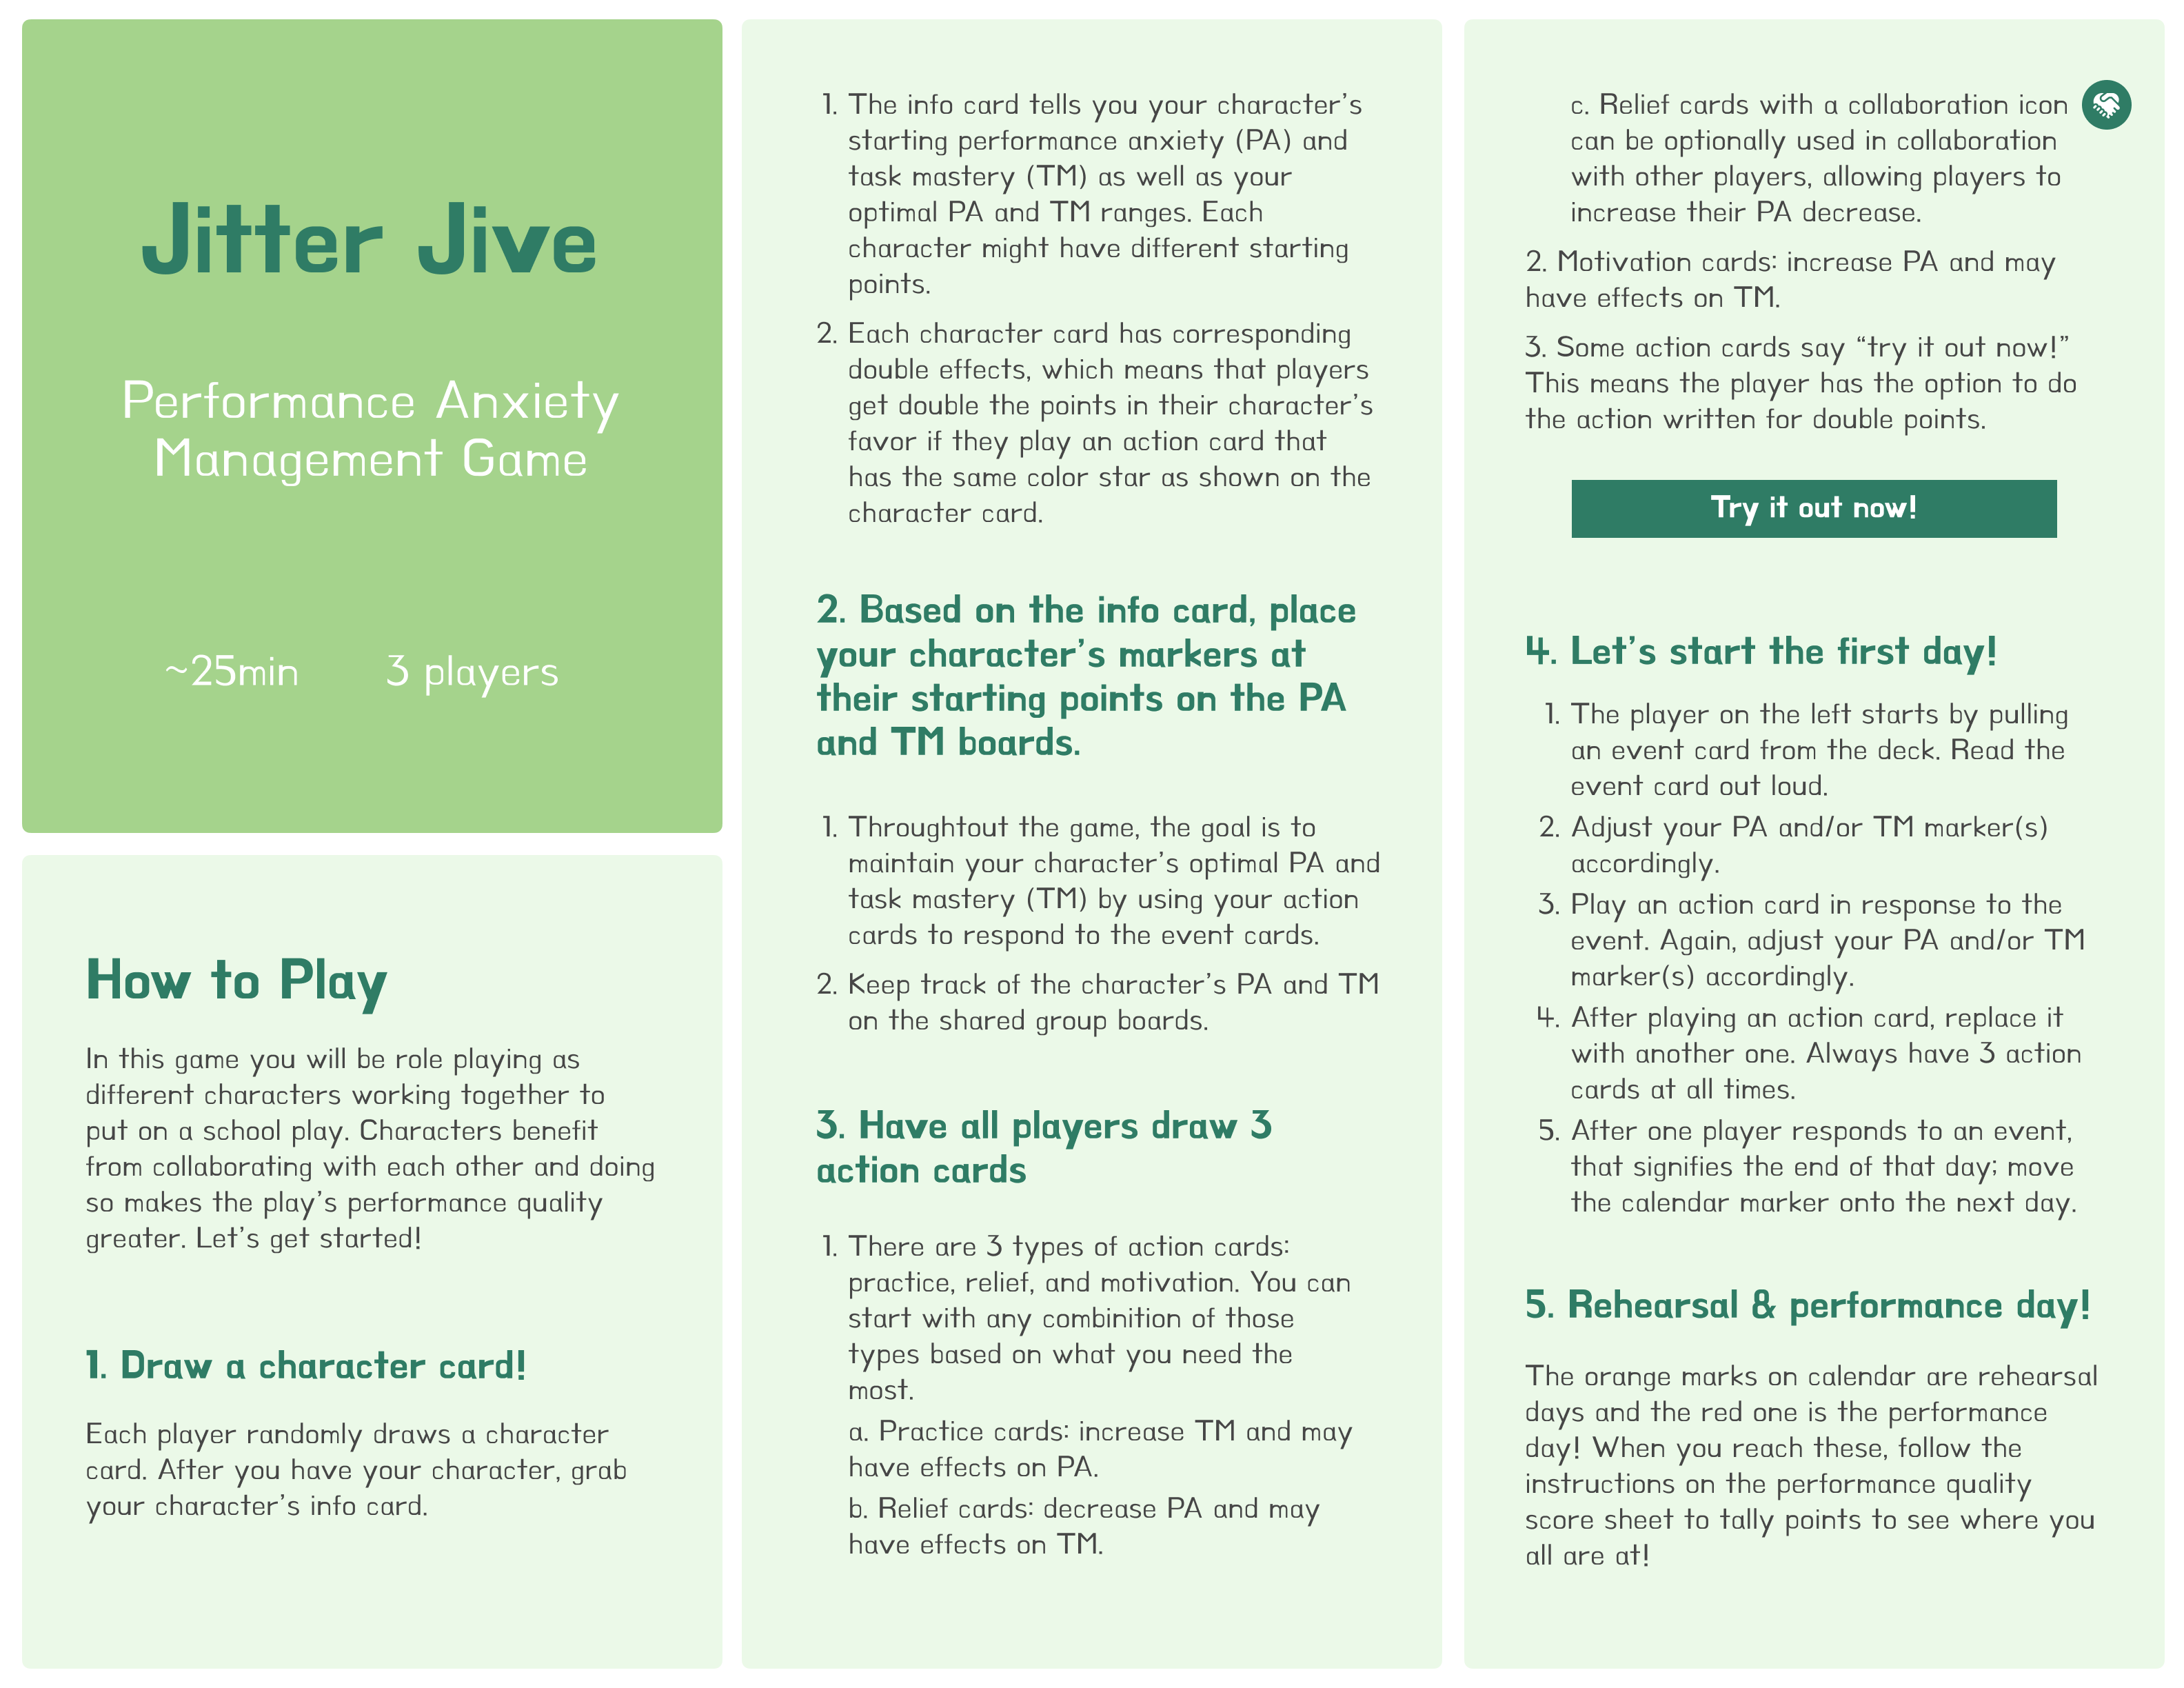 Jitter Jive
Performance Anxiety
Management Game
~25min 3 players
How to Play
In this game you will be role playing as
different characters working together to
put on a school play. Characters benefit
from collaborating with each other and doing
so makes the play's performance quality
greater. Let's get started!
1. Draw a character card!
Each player randomly draws a character
card. After you have your character, grab
your character's info card.
1. The info card tells you your character's
starting performance anxiety (PA) and
task mastery (TM) as well as your
optimal PA and TM ranges. Each
character might have different starting
points.
2. Each character card has corresponding
double effects, which means that players
get double the points in their character's
favor if they play an action card that
has the same color star as shown on the
character card.
2. Based on the info card, place
your character's markers at
their starting points on the PA
and TM boards.
1. Throughtout the game, the goal is to
maintain your character's optimal PA and
task mastery (TM) by using your action
cards to respond to the event cards.
2. Keep track of the character's PA and TM
on the shared group boards.
3. Have all players draw 3
action cards
1. There are 3 types of action cards:
practice, relief, and motivation. You can
start with any combination of those
types based on what you need the
most.
a. Practice cards: increase TM and may
have effects on PA.
b. Relief cards: decrease PA and may
have effects on TM.
c. Relief cards with a collaboration icon
can be optionally used in collaboration
with other players, allowing players to
increase their PA decrease.
2. Motivation cards: increase PA and may
have effects on TM.
3. Some action cards say “try it out now!”
This means the player has the option to do
the action written for double points.
Try it out now!
4. Let's start the first day!
1. The player on the left starts by pulling
an event card from the deck. Read the
event card out loud.
2. Adjust your PA and/or TM marker(s)
accordingly.
3. Play an action card in response to the
event. Again, adjust your PA and/or TM
marker(s) accordingly.
4. After playing an action card, replace it
with another one. Always have 3 action
cards at all times.
5. After one player responds to an event,
that signifies the end of that day; move
the calendar marker onto the next day.
5. Rehearsal & performance day!
The orange marks on calendar are rehearsal
days and the red one is the performance
day! When you reach these, follow the
instructions on the performance quality
score sheet to tally points to see where you
all are at!